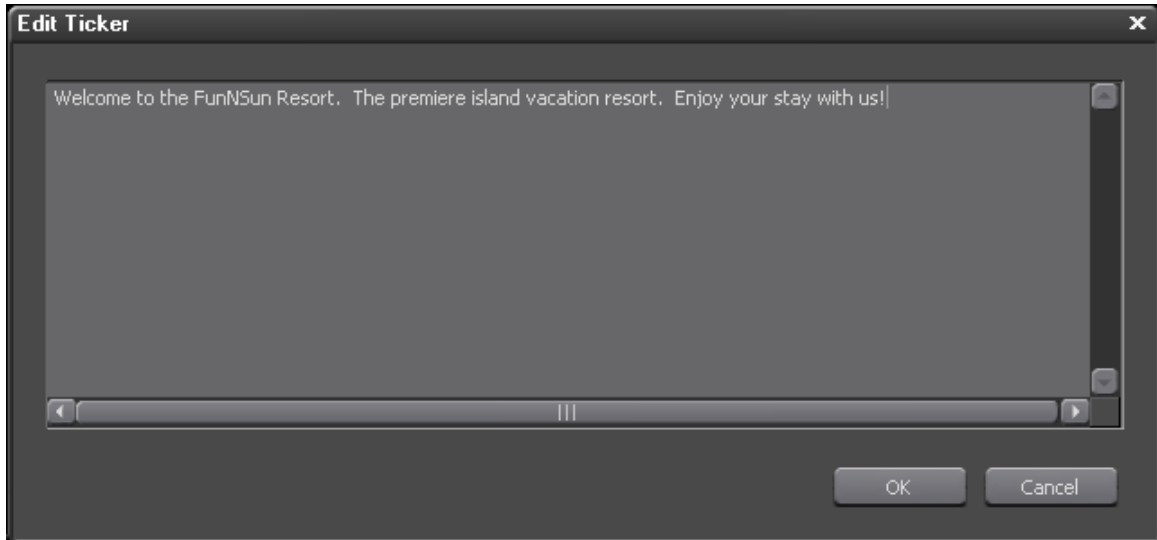 Edit Ticker
Welcome to the FunNSun Resort.  The premiere island vacation resort.  Enjoy your stay with us!
OK
Cancel